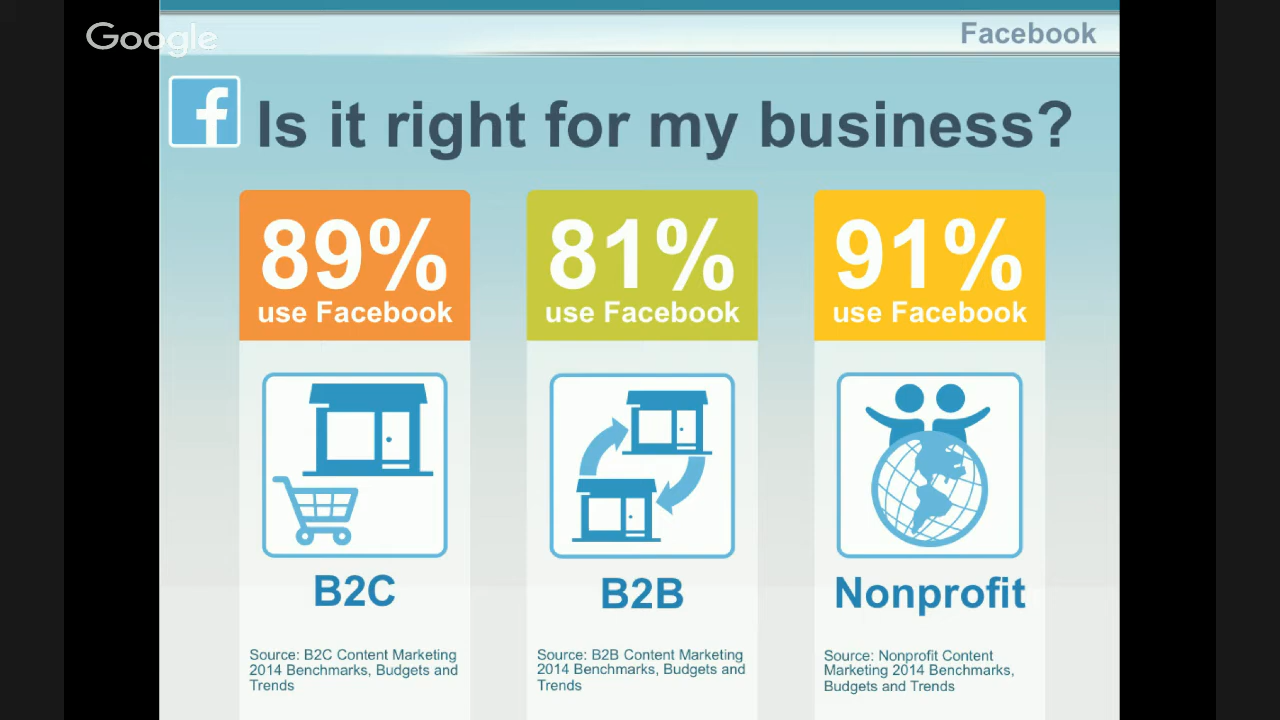 Google
Facebook
Is it right for my business?
89%
use Facebook
81%
use Facebook
91%
use Facebook
B2C
B2B
Nonprofit
Source: B2C Content Marketing
2014 Benchmarks, Budgets and
Trends
Source: B2B Content Marketing
2014 Benchmarks, Budgets and
Trends
Source: Nonprofit Content
Marketing 2014 Benchmarks,
Budgets and Trends